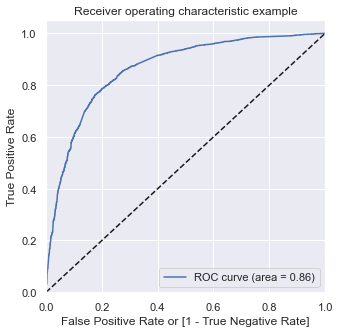 Receiver operating characteristic example
True Positive Rate
1.0
0.8
0.6
0.4
0.2
0.0
ROC curve (area = 0.86)
0.0 0.2 0.4 0.6 0.8 1.0
False Positive Rate or [1 - True Negative Rate]